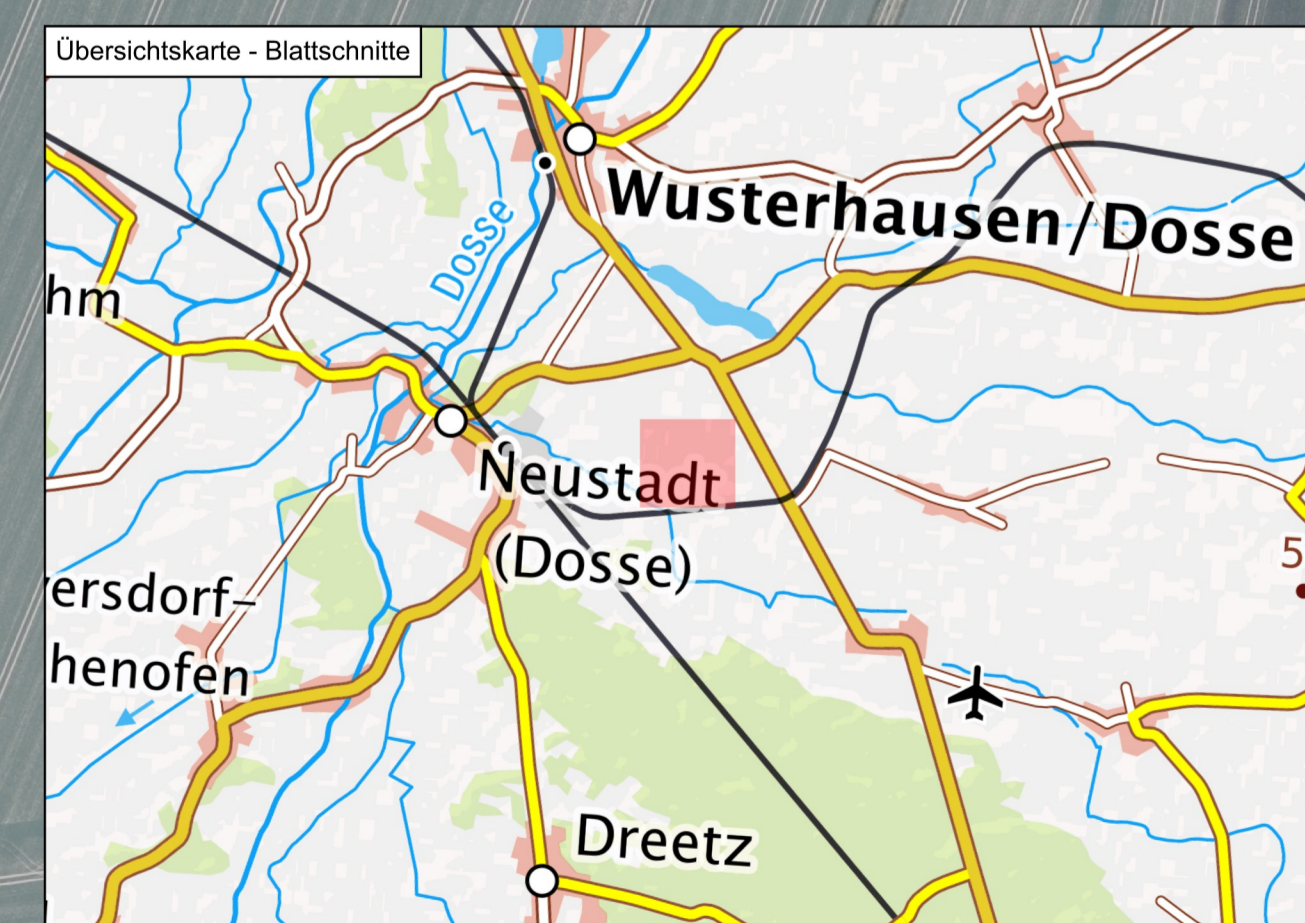 Übersichtskarte - Blattschnitte
Wusterhausen/Dosse
Dosse
hm
Neustadt
(Dosse)
5
ersdorf-
henofen
Dreetz